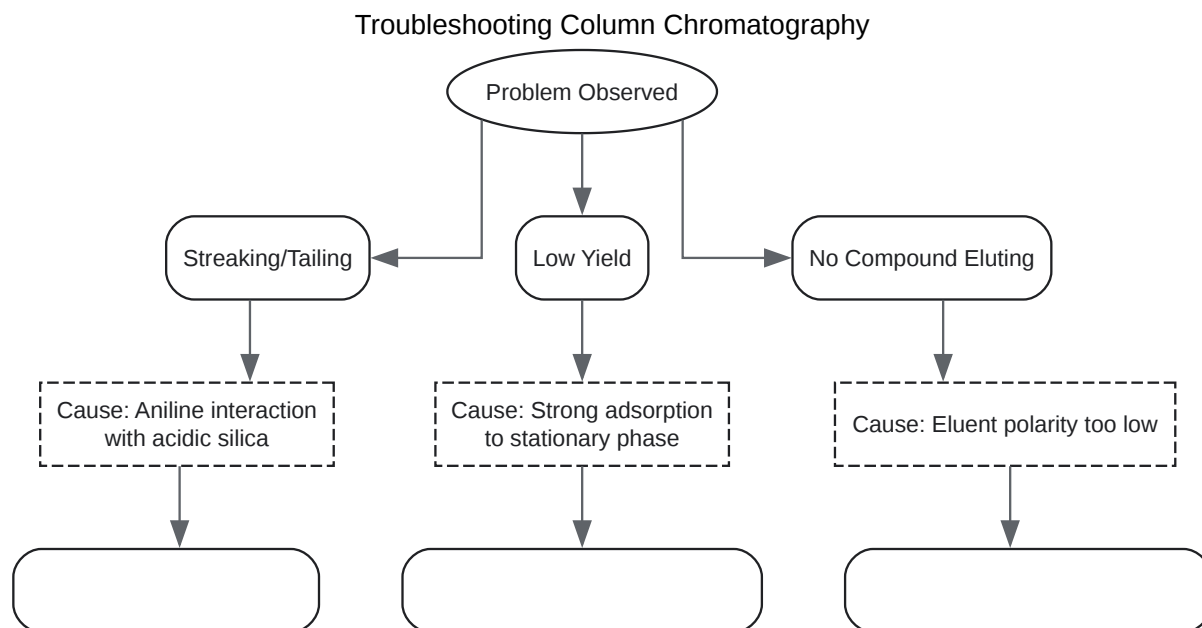 Troubleshooting Column Chromatography
Problem Observed
Streaking/Tailing
Low Yield
No Compound Eluting
Cause: Aniline interaction
with acidic silica
Cause: Strong adsorption
to stationary phase
Cause: Eluent polarity too low